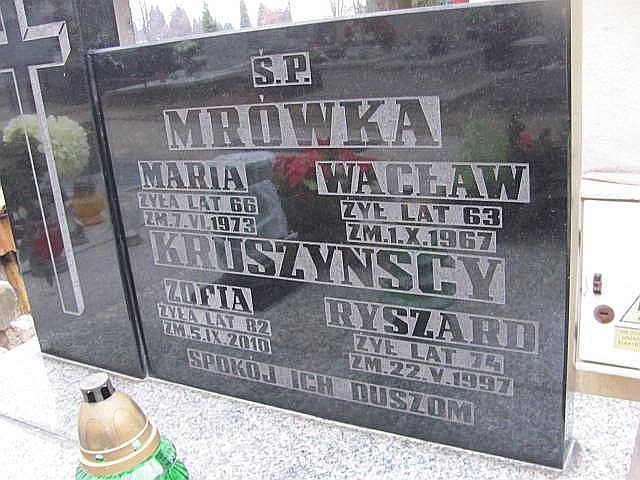 Ś.P.
MRÓWKA
MARIA WACŁAW
ŻYŁA LAT 66 ŻYŁ LAT 63
ZM.7.VI.1973 ZM.1.X.1967
KRUSZYŃSCY
ZOFIA RYSZARD
ŻYŁA LAT 82 ŻYŁ LAT 74
ZM.5.IX.2010 ZM.22.V.1997
SPOKÓJ ICH DUSZOM